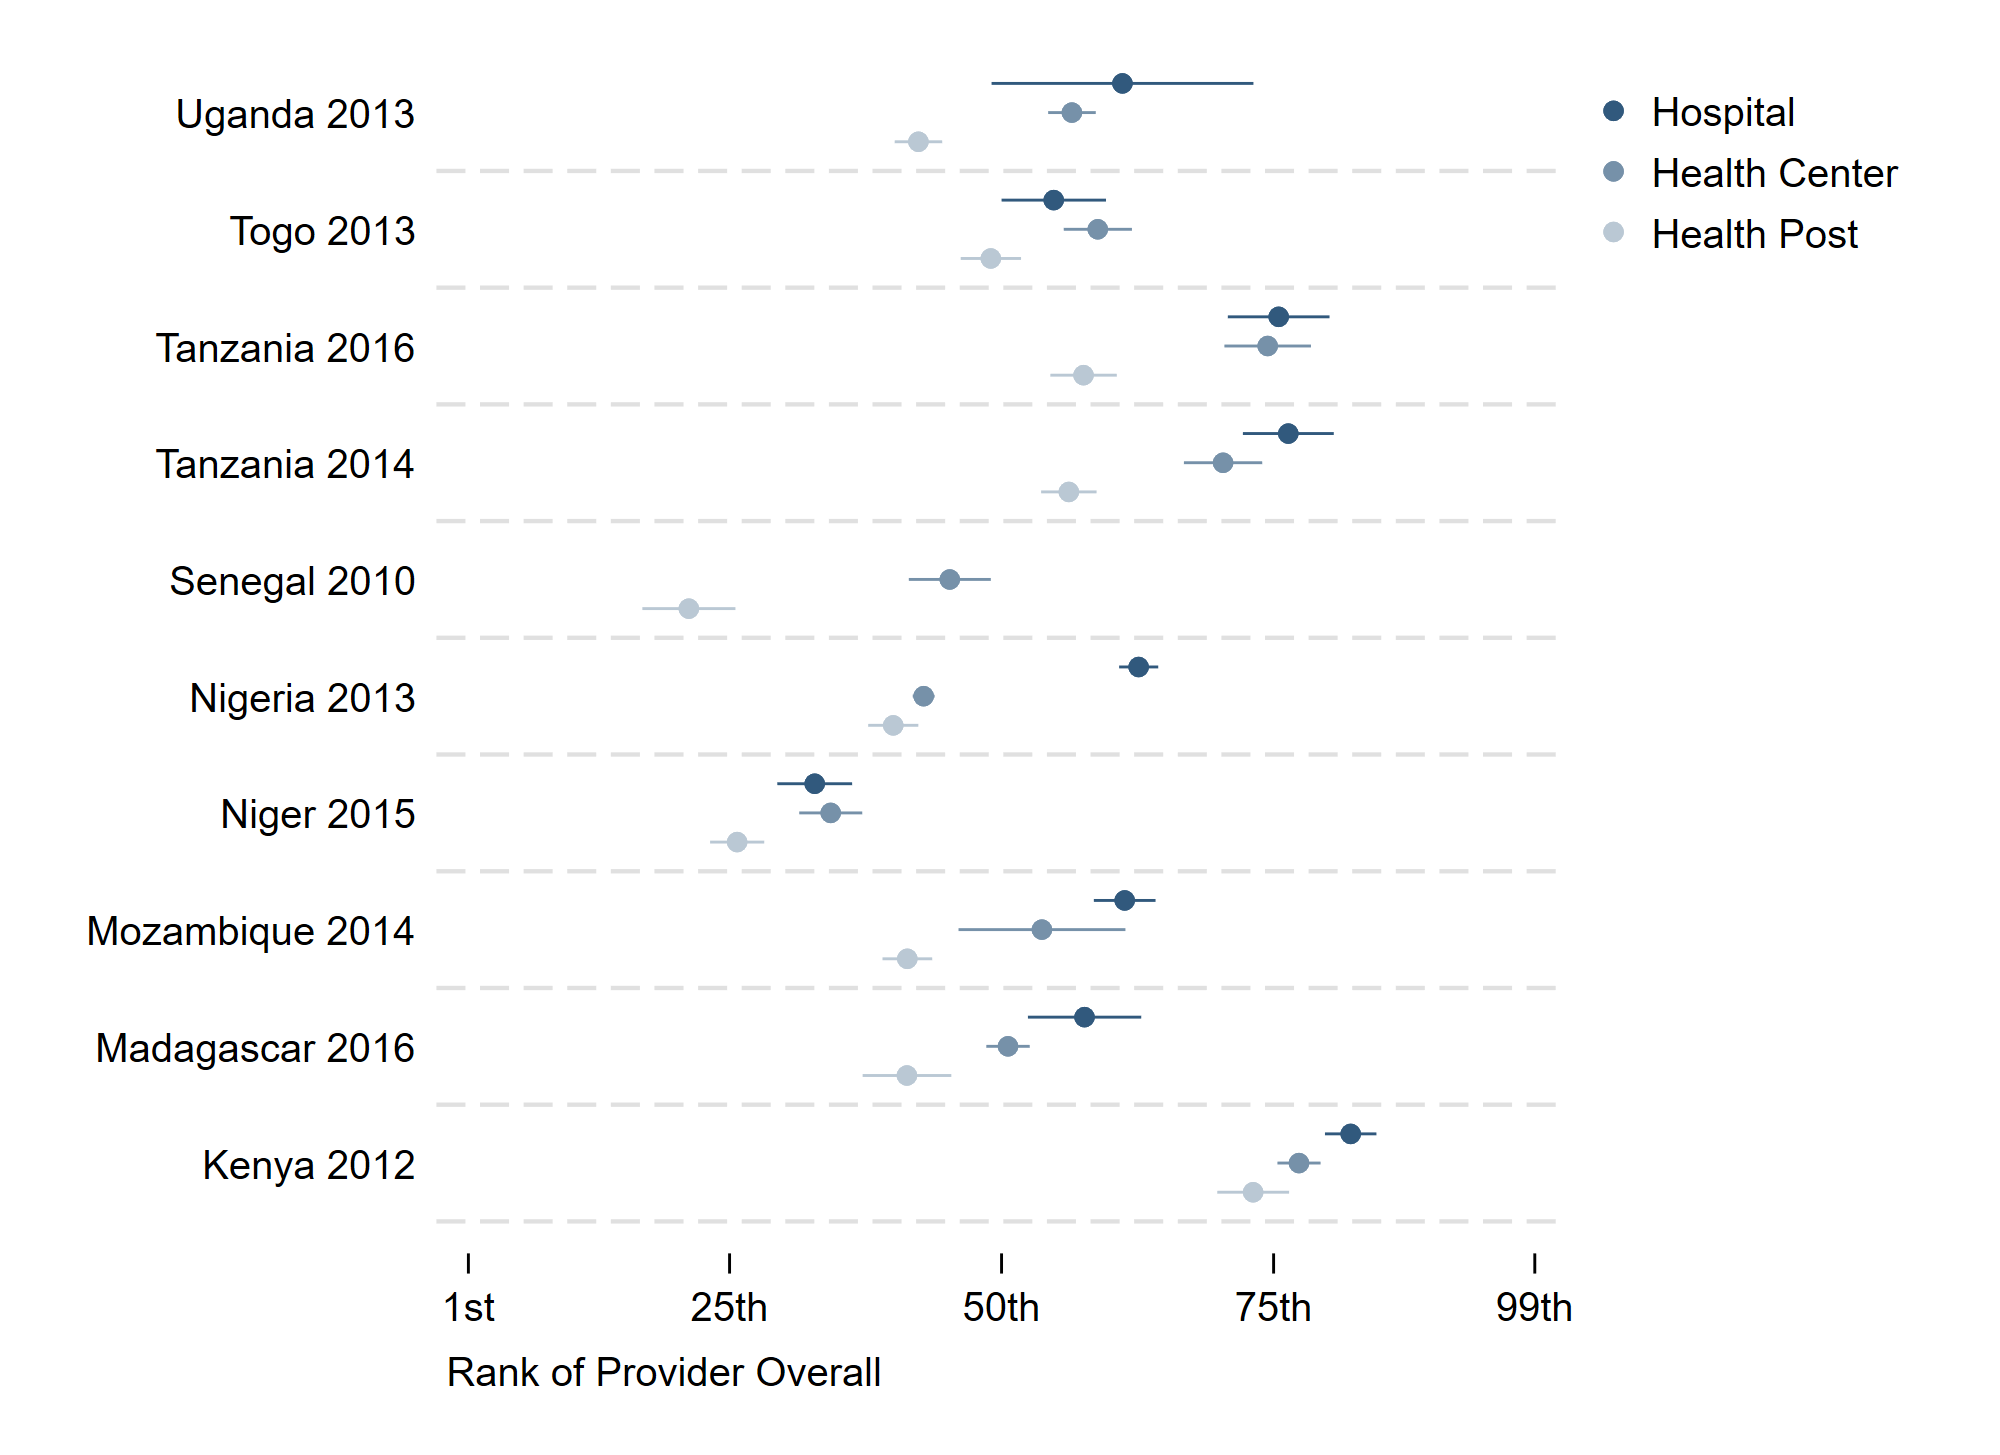 Uganda 2013
Togo 2013
Tanzania 2016
Tanzania 2014
Senegal 2010
Nigeria 2013
Niger 2015
Mozambique 2014
Madagascar 2016
Kenya 2012
Hospital
Health Center
Health Post
1st 25th 50th 75th 99th
Rank of Provider Overall